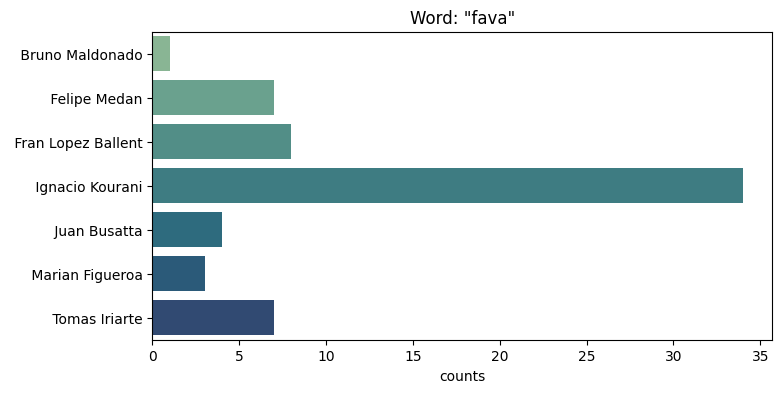 Word: "fava"
Bruno Maldonado
Felipe Medan
Fran Lopez Ballent
Ignacio Kourani
Juan Busatta
Marian Figueroa
Tomas Iriarte
0 5 10 15 20 25 30 35
counts